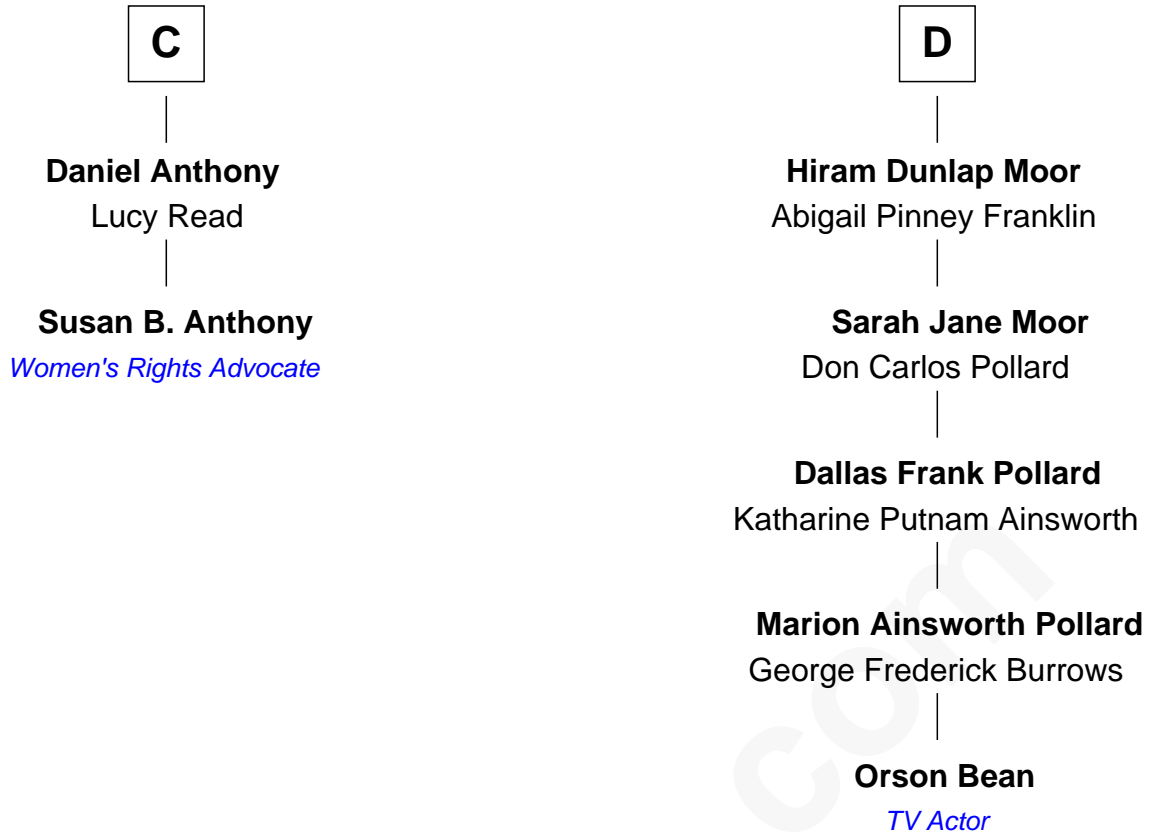 C
Daniel Anthony
Lucy Read
Susan B. Anthony
Women's Rights Advocate
D
Hiram Dunlap Moor
Abigail Pinney Franklin
Sarah Jane Moor
Don Carlos Pollard
Dallas Frank Pollard
Katharine Putnam Ainsworth
Marion Ainsworth Pollard
George Frederick Burrows
Orson Bean
TV Actor
com